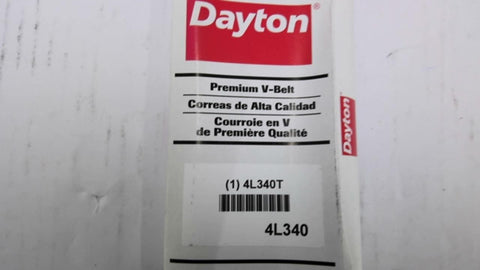 Dayton®
Premium V-Belt
Correas de Alta Calidad
Courroie en V
de Première Qualité
Dayton
(1) 4L340T
4L340